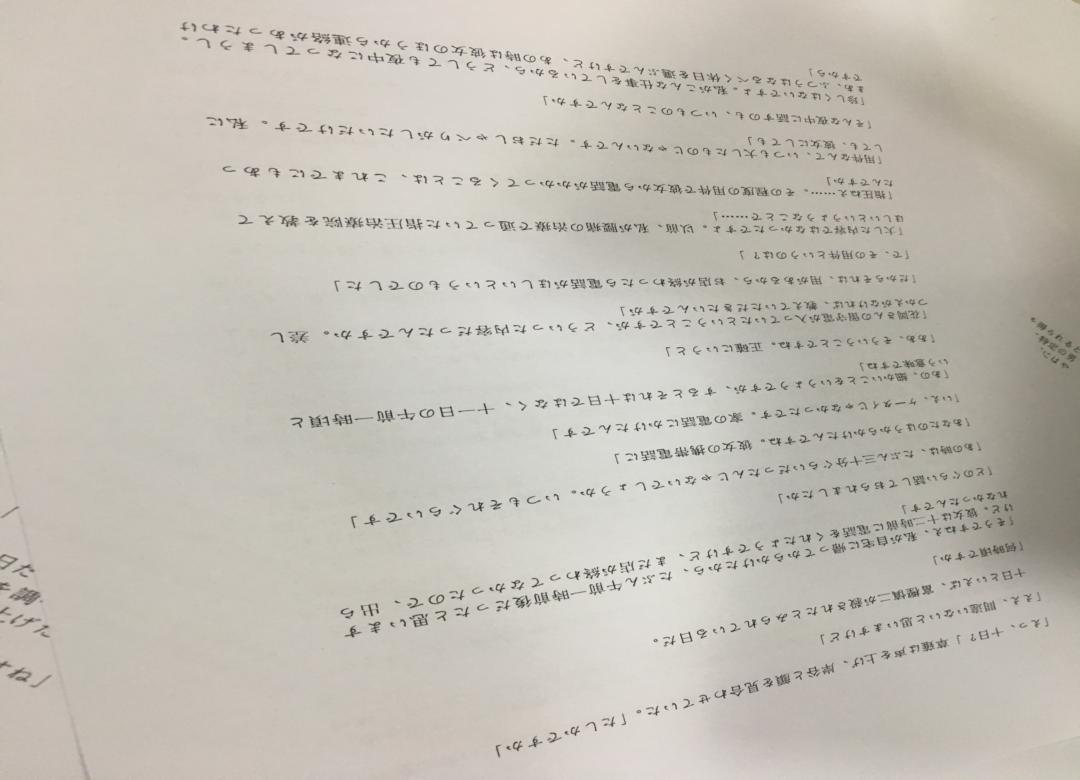 「えっ、十日？」草薙は声を上げ、岸谷と顔を見合わせていた。「たしかですか」
「ええ、間違いないと思いますけど」
十日といえば、富樫慎二が殺されたとみられている日だ。
「何時頃ですか」
「そうですねえ、私が自宅に帰ってからかけたから、たぶん午前一時前後だったと思います
けど。彼女は十二時前に電話をくれたようですけど、まだお店が終わってなかったので、出ら
れなかったんです」
「どのぐらい話しておられましたか」
「あの時は、たぶん三十分ぐらいだったんじゃないでしょうか。いつもそれぐらいです」
「あなたのほうからかけたんですね。彼女の携帯電話に」
「いえ、ケータイじゃなかったです。家の電話にかけたんです」
「あの、細かいことをいうようですが、するとそれは十日ではなく、十一日の午前一時頃と
いう意味ですね」
「ああ、そういうことですね。正確にいうと」
「花岡さんの留守電が入っていたということですが、どういった内容だったんですか。差し
つかえがなければ、教えていただきたいんですが」
「だからそれは、用があるから、お店が終わったら電話がほしいというものでした」
「で、その用件というのは？」
「大した内容ではなかったですよ。以前、私が腰痛の治療で通っていた指圧治療院を教えて
ほしいというようなことで……」
「指圧ねえ……。その程度の用件で彼女から電話がかかってくることは、これまでにもあっ
たんですか」
「用件なんて、いつも大したものじゃないんです。ただおしゃべりがしたいだけです。私に
しても、彼女にしても」
「そんな夜中に話すのも、いつものことなんですか」
「珍しくはないですよ。私がこんな仕事をしているから、どうしても夜中になってしまうし。
まあ、ふつうはなるべく休日を選ぶんですけど、あの時は彼女のほうから連絡があったわけ
ですから」
日た
上げた
特定の男